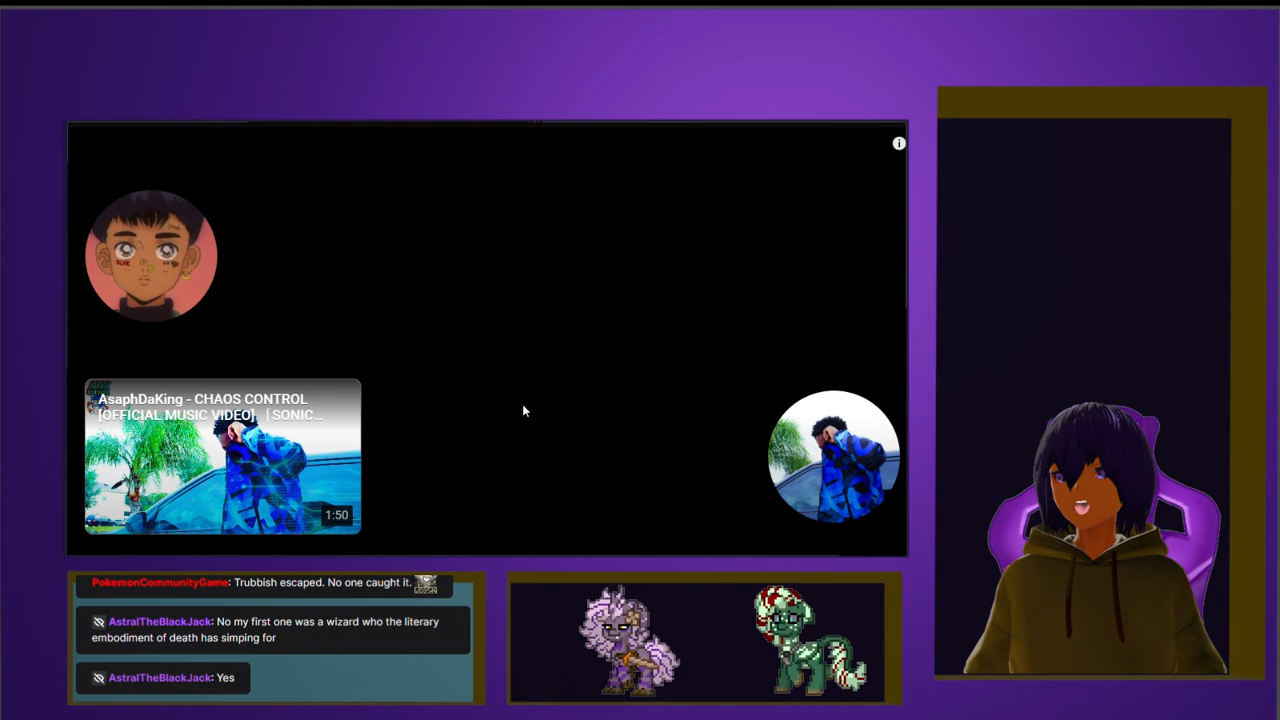 AsaphDaKing - CHAOS CONTROL
[OFFICIAL MUSIC VIDEO] | SONIC...
1:50
PokemonCommunityGame: Trubbish escaped. No one caught it.
AstralTheBlackJack: No my first one was a wizard who the literary
embodiment of death has simping for
AstralTheBlackJack: Yes